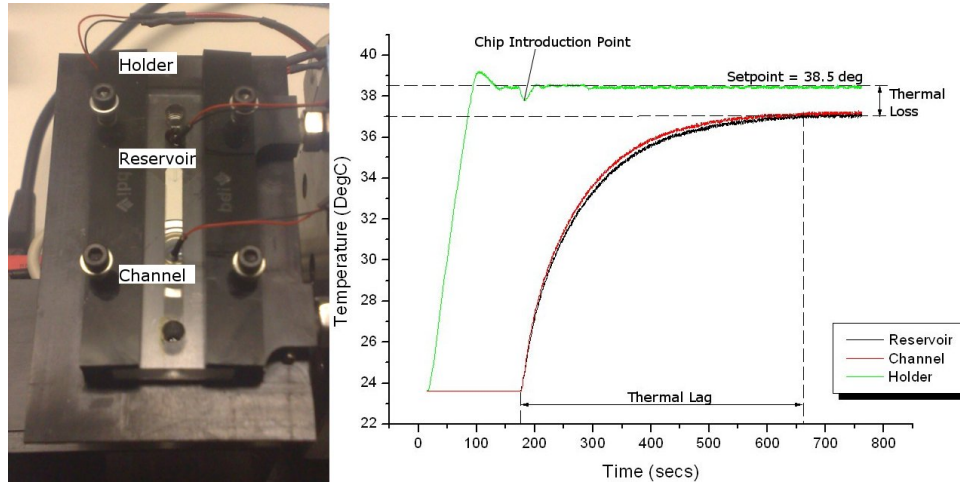 Holder
Reservoir
Channel
bdi
Chip Introduction Point
Setpoint = 38.5 deg
Thermal
Loss
Thermal Lag
Temperature (DegC)
40
38
36
34
32
30
28
26
24
22
0
100
200
300
400
500
600
700
800
Time (secs)
Reservoir
Channel
Holder